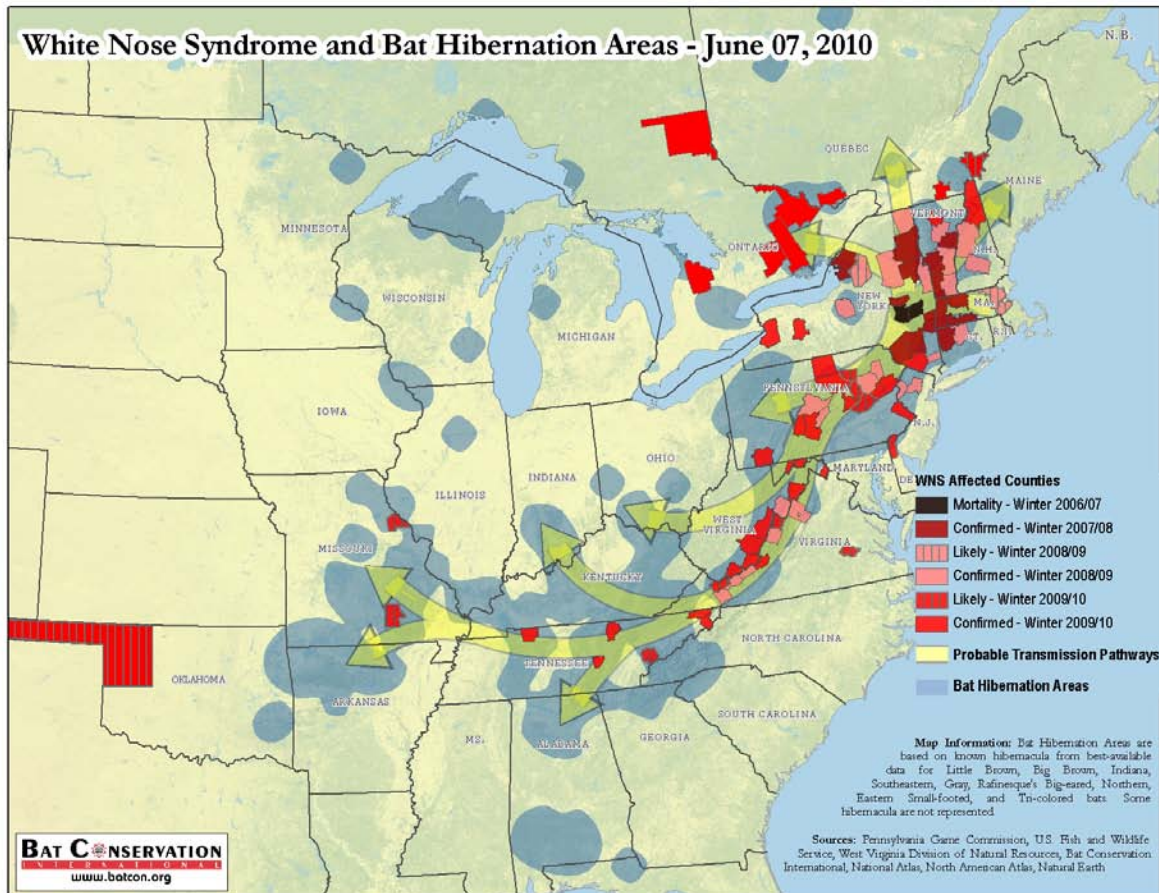 White Nose Syndrome and Bat Hibernation Areas - June 07, 2010
N. B.
QUEBEC
MAINE
MINNESOTA
VERMONT
ONTARIO
N.H.
WISCONSIN
MICHIGAN
NEW
YORK
MA.
CT.
R.I.
PENNSYLVANIA
IOWA
N.J.
OHIO
INDIANA
ILLINOIS
MARYLAND
DE
WEST
VIRGINIA
VIRGINIA
MISSOURI
KENTUCKY
NORTH CAROLINA
TENNESSEE
OKLAHOMA
ARKANSAS
SOUTH CAROLINA
MS.
ALABAMA
GEORGIA
WNS Affected Counties
Mortality - Winter 2006/07
Confirmed - Winter 2007/08
Likely - Winter 2008/09
Confirmed - Winter 2008/09
Likely - Winter 2009/10
Confirmed - Winter 2009/10
Probable Transmission Pathways
Bat Hibernation Areas
Map Information: Bat Hibernation Areas are
based on known hibernacula from best-available
data for Little Brown, Big Brown, Indiana,
Southeastern, Gray, Rafinesque's Big-eared, Northern,
Eastern Small-footed, and Tri-colored bats. Some
hibernacula are not represented.
Sources: Pennsylvania Game Commission, U.S. Fish and Wildlife
Service, West Virginia Division of Natural Resources, Bat Conservation
International, National Atlas, North American Atlas, Natural Earth
BAT CONSERVATION
INTERNATIONAL
www.batcon.org